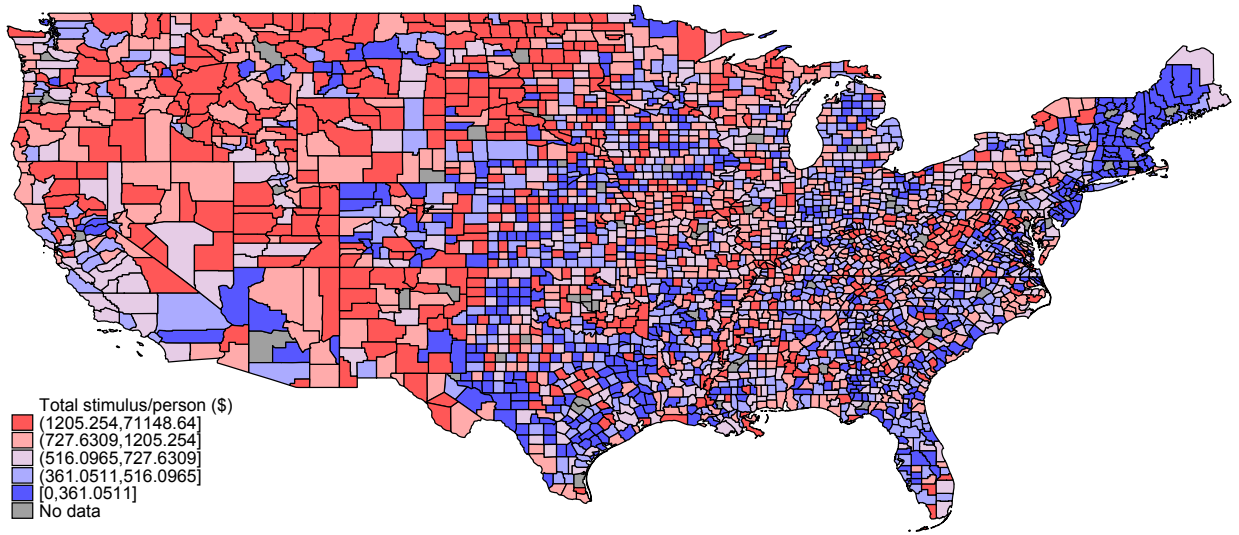 Total stimulus/person ($)
(1205.254,71148.64]
(727.6309,1205.254]
(516.0965,727.6309]
(361.0511,516.0965]
[0,361.0511]
No data